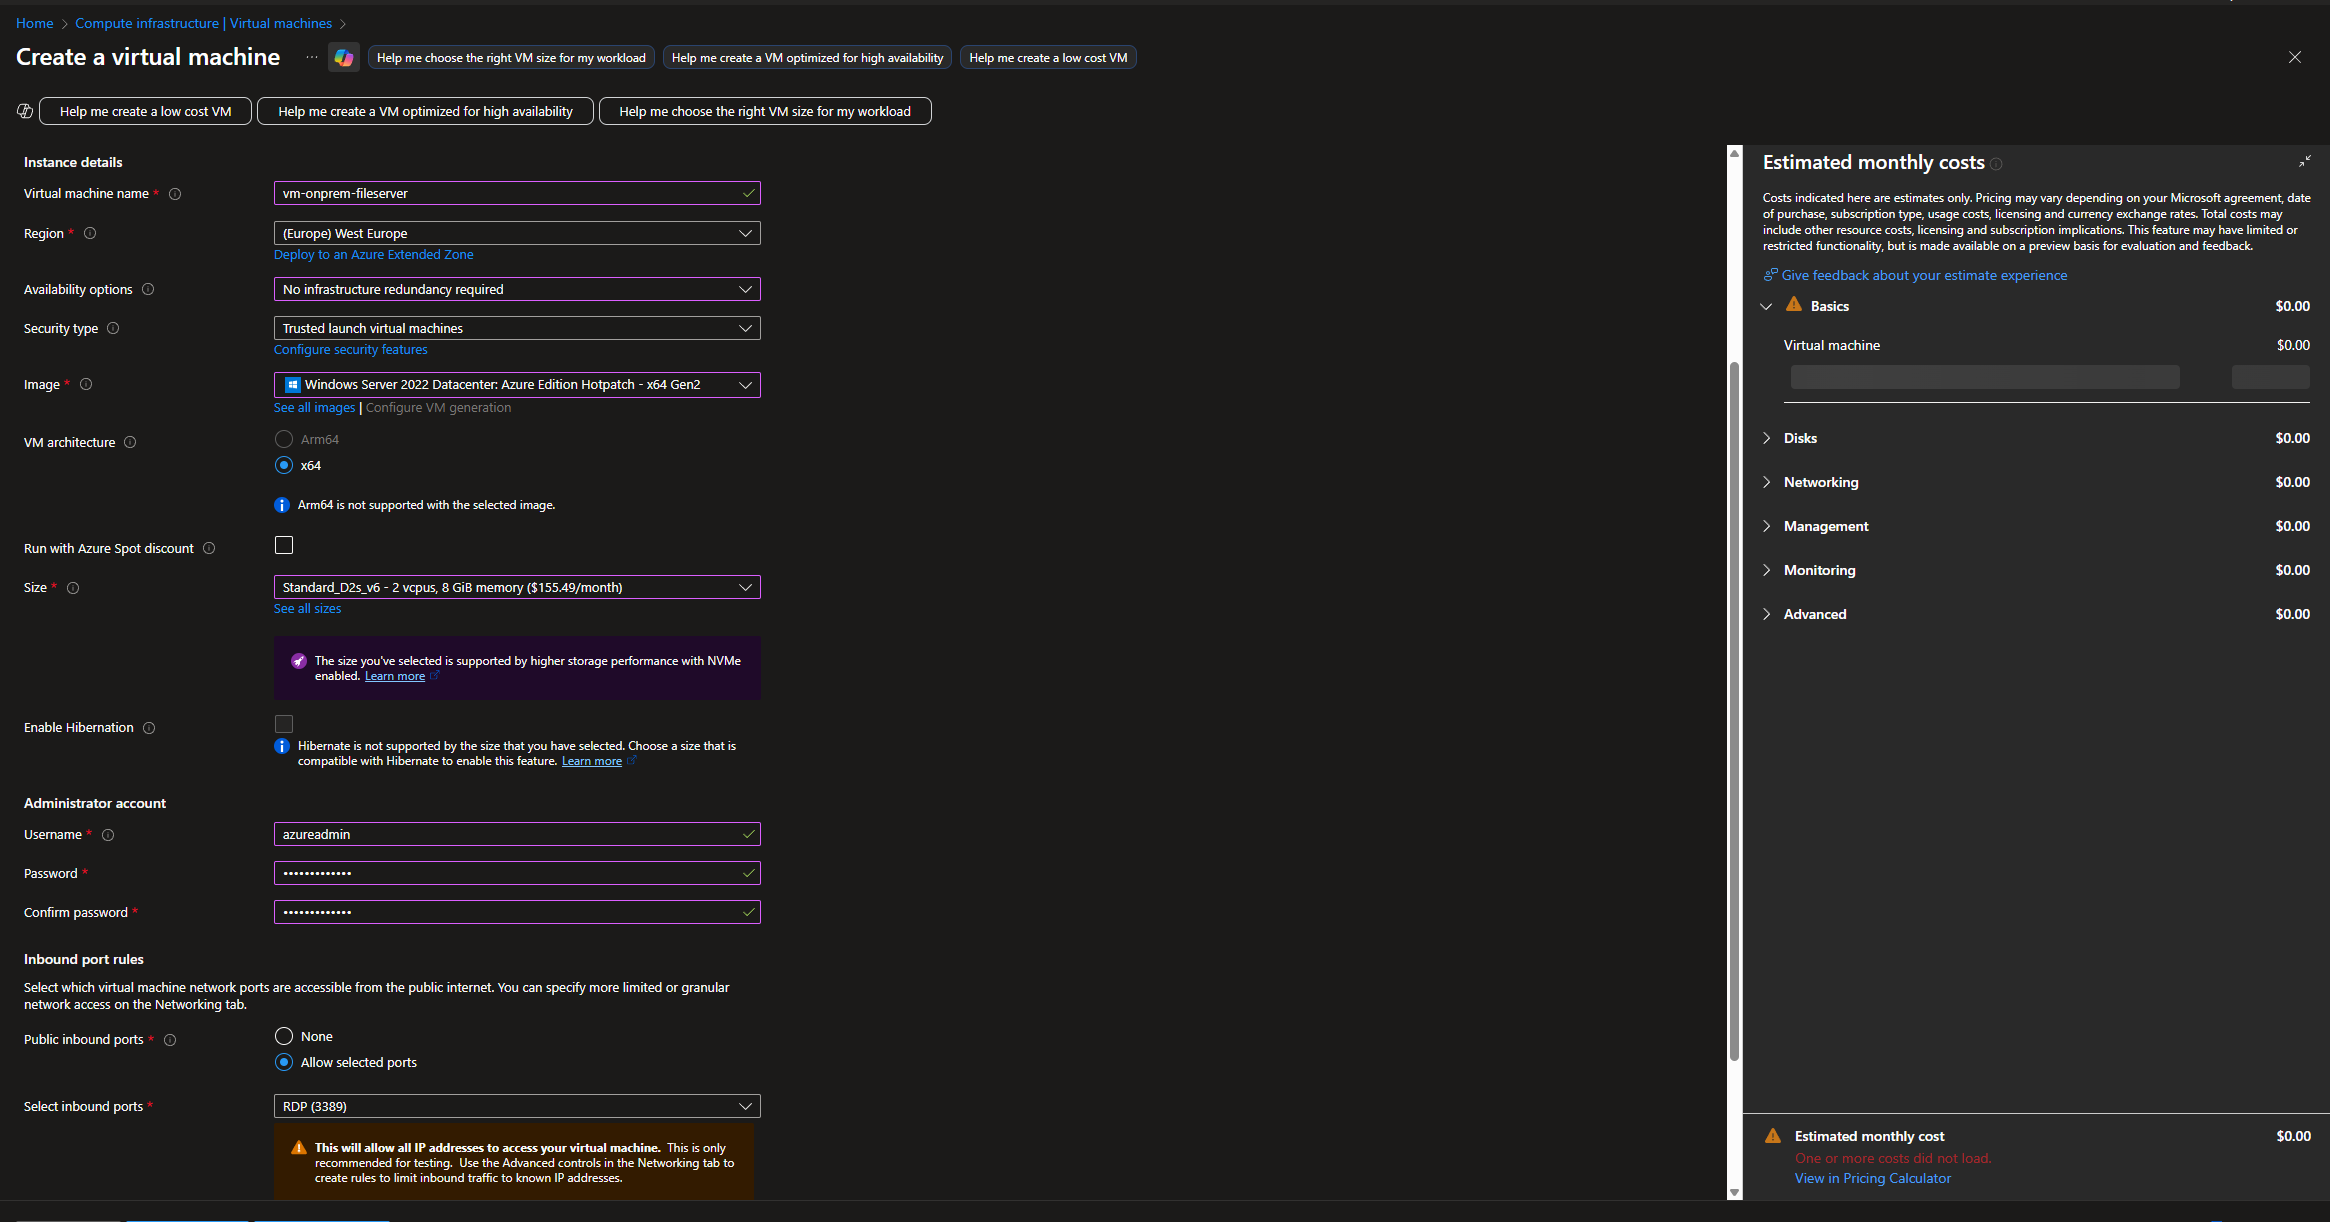 Home > Compute infrastructure | Virtual machines >
Create a virtual machine ... Help me choose the right VM size for my workload Help me create a VM optimized for high availability Help me create a low cost VM
Help me create a low cost VM Help me create a VM optimized for high availability Help me choose the right VM size for my workload
Instance details
Virtual machine name * vm-onprem-fileserver
Region * (Europe) West Europe
Deploy to an Azure Extended Zone
Availability options No infrastructure redundancy required
Security type Trusted launch virtual machines
Configure security features
Image * Windows Server 2022 Datacenter: Azure Edition Hotpatch - x64 Gen2
See all images | Configure VM generation
VM architecture Arm64
x64
Arm64 is not supported with the selected image.
Run with Azure Spot discount
Size * Standard_D2s_v6 - 2 vcpus, 8 GiB memory ($155.49/month)
See all sizes
The size you've selected is supported by higher storage performance with NVMe
enabled. Learn more
Enable Hibernation
Hibernate is not supported by the size that you have selected. Choose a size that is
compatible with Hibernate to enable this feature. Learn more
Administrator account
Username * azureadmin
Password * •••••••••••••
Confirm password * •••••••••••••
Inbound port rules
Select which virtual machine network ports are accessible from the public internet. You can specify more limited or granular
network access on the Networking tab.
Public inbound ports * None
Allow selected ports
Select inbound ports * RDP (3389)
This will allow all IP addresses to access your virtual machine. This is only
recommended for testing. Use the Advanced controls in the Networking tab to
create rules to limit inbound traffic to known IP addresses.
Estimated monthly costs
Costs indicated here are estimates only. Pricing may vary depending on your Microsoft agreement, date
of purchase, subscription type, usage costs, licensing and currency exchange rates. Total costs may
include other resource costs, licensing and subscription implications. This feature may have limited or
restricted functionality, but is made available on a preview basis for evaluation and feedback.
Give feedback about your estimate experience
Basics $0.00
Virtual machine $0.00
Disks $0.00
Networking $0.00
Management $0.00
Monitoring $0.00
Advanced $0.00
Estimated monthly cost $0.00
One or more costs did not load.
View in Pricing Calculator